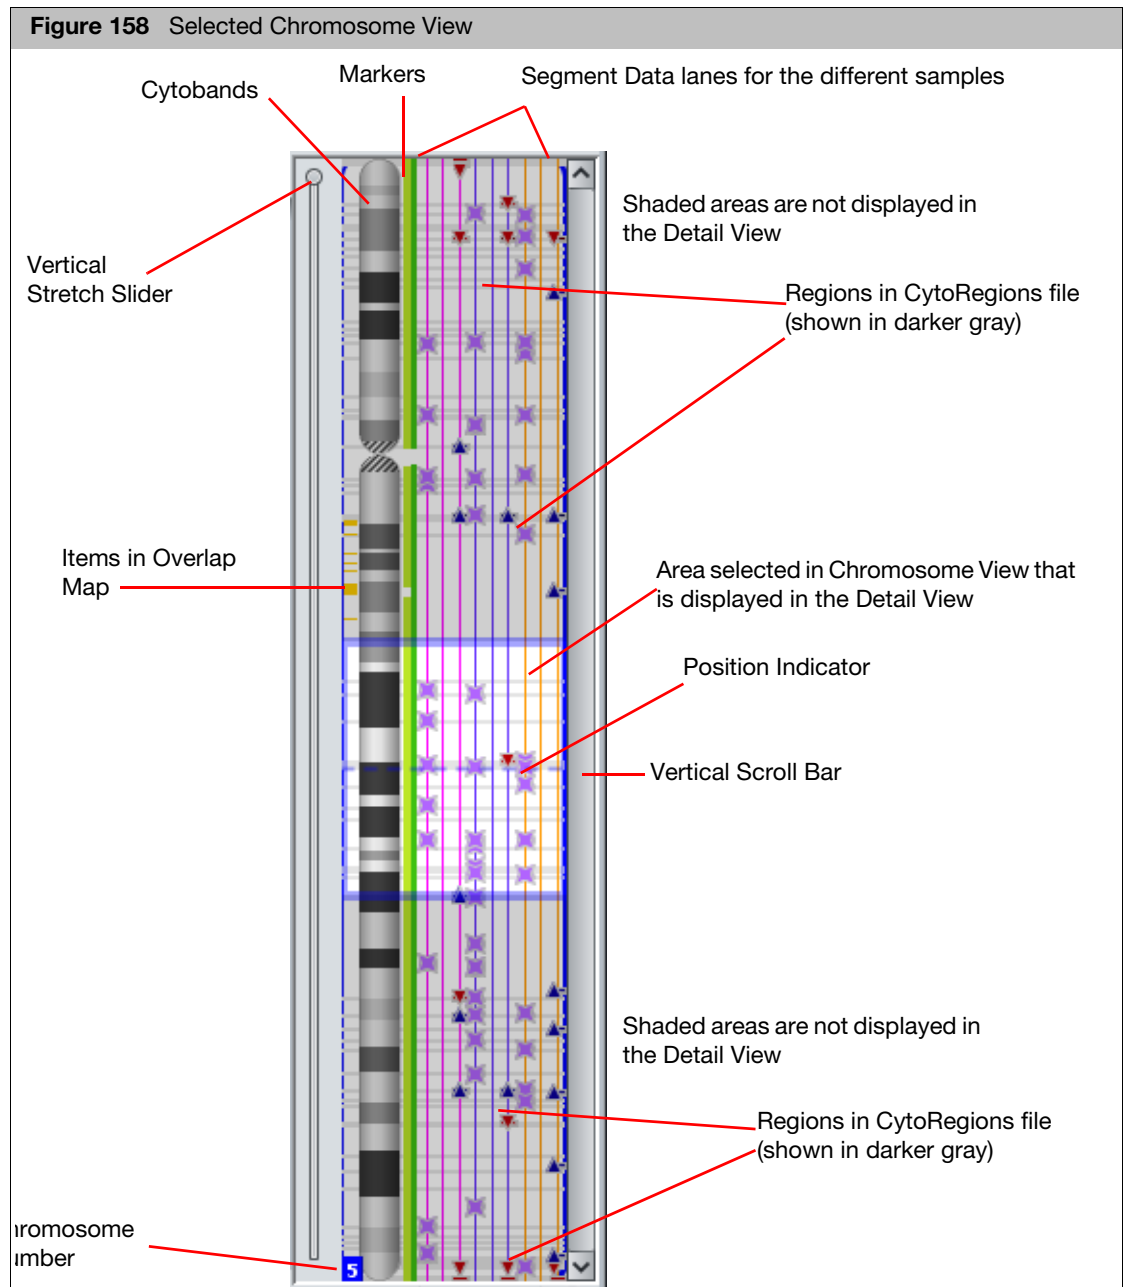 Figure 158 Selected Chromosome View
Markers
Segment Data lanes for the different samples
Cytobands
Shaded areas are not displayed in
the Detail View
Vertical
Stretch Slider
Regions in CytoRegions file
(shown in darker gray)
Items in Overlap
Map
Area selected in Chromosome View that
is displayed in the Detail View
Position Indicator
Vertical Scroll Bar
Shaded areas are not displayed in
the Detail View
Regions in CytoRegions file
(shown in darker gray)
5